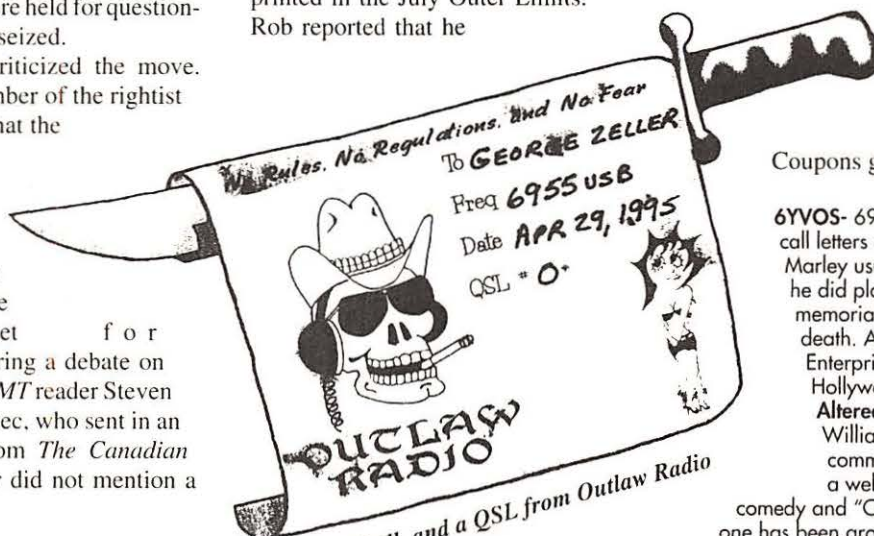 re held for question-
seized.
riticized the move.
nber of the rightist
hat the
e
et for
ring a debate on
MT reader Steven
ec, who sent in an
om The Canadian
did not mention a
printed in the July Outer Limits.
Rob reported that he
No Rules. No Regulations. And No Fear
To GEORGE ZELLER
Freq 6955 USB
Date APR 29, 1995
QSL # 0+
OUTLAW
RADIO
and a QSL from Outlaw Radio
Coupons g
6YVOS- 69
call letters
Marley us
he did pla
memoria
death. A
Enterpri
Hollyw
Altered
Willia
comm
a wel
comedy and "C
one has been aro